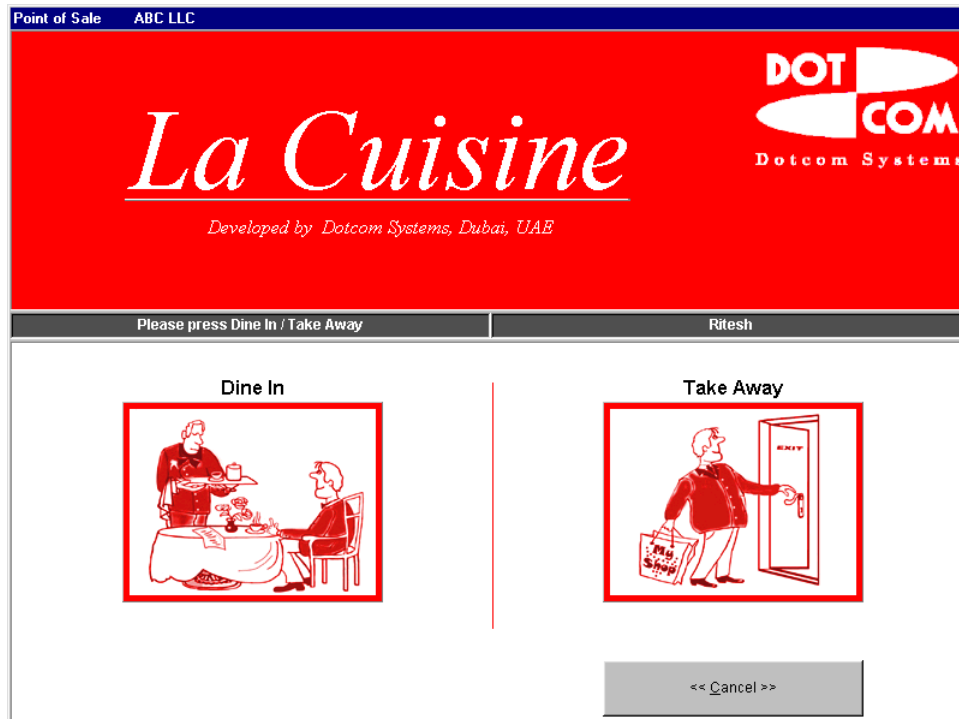 Point of Sale ABC LLC
DOT
COM
Dotcom Systems
La Cuisine
Developed by Dotcom Systems, Dubai, UAE
Please press Dine In / Take Away
Ritesh
Dine In
Take Away
EXIT
My
Shop
<< Cancel >>